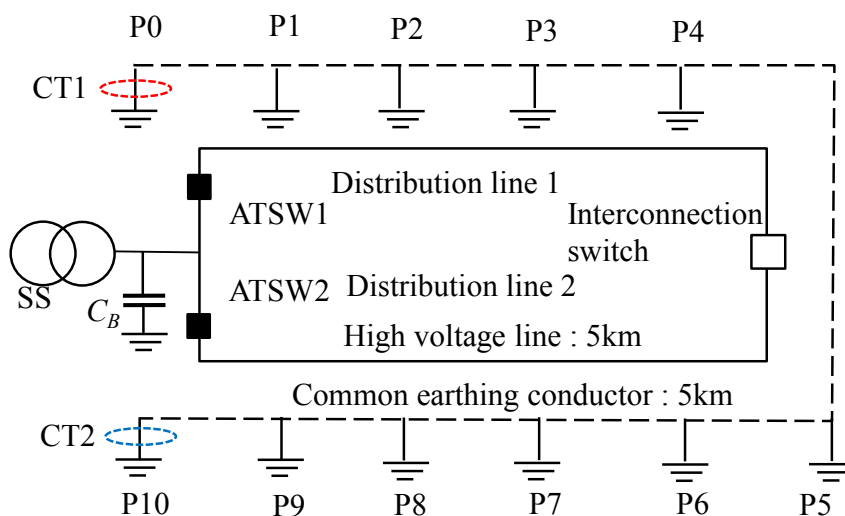 P0 P1 P2 P3 P4
CT1
Distribution line 1
ATSW1
Interconnection
switch
SS
C_B
ATSW2
Distribution line 2
High voltage line : 5km
Common earthing conductor : 5km
CT2
P10 P9 P8 P7 P6 P5